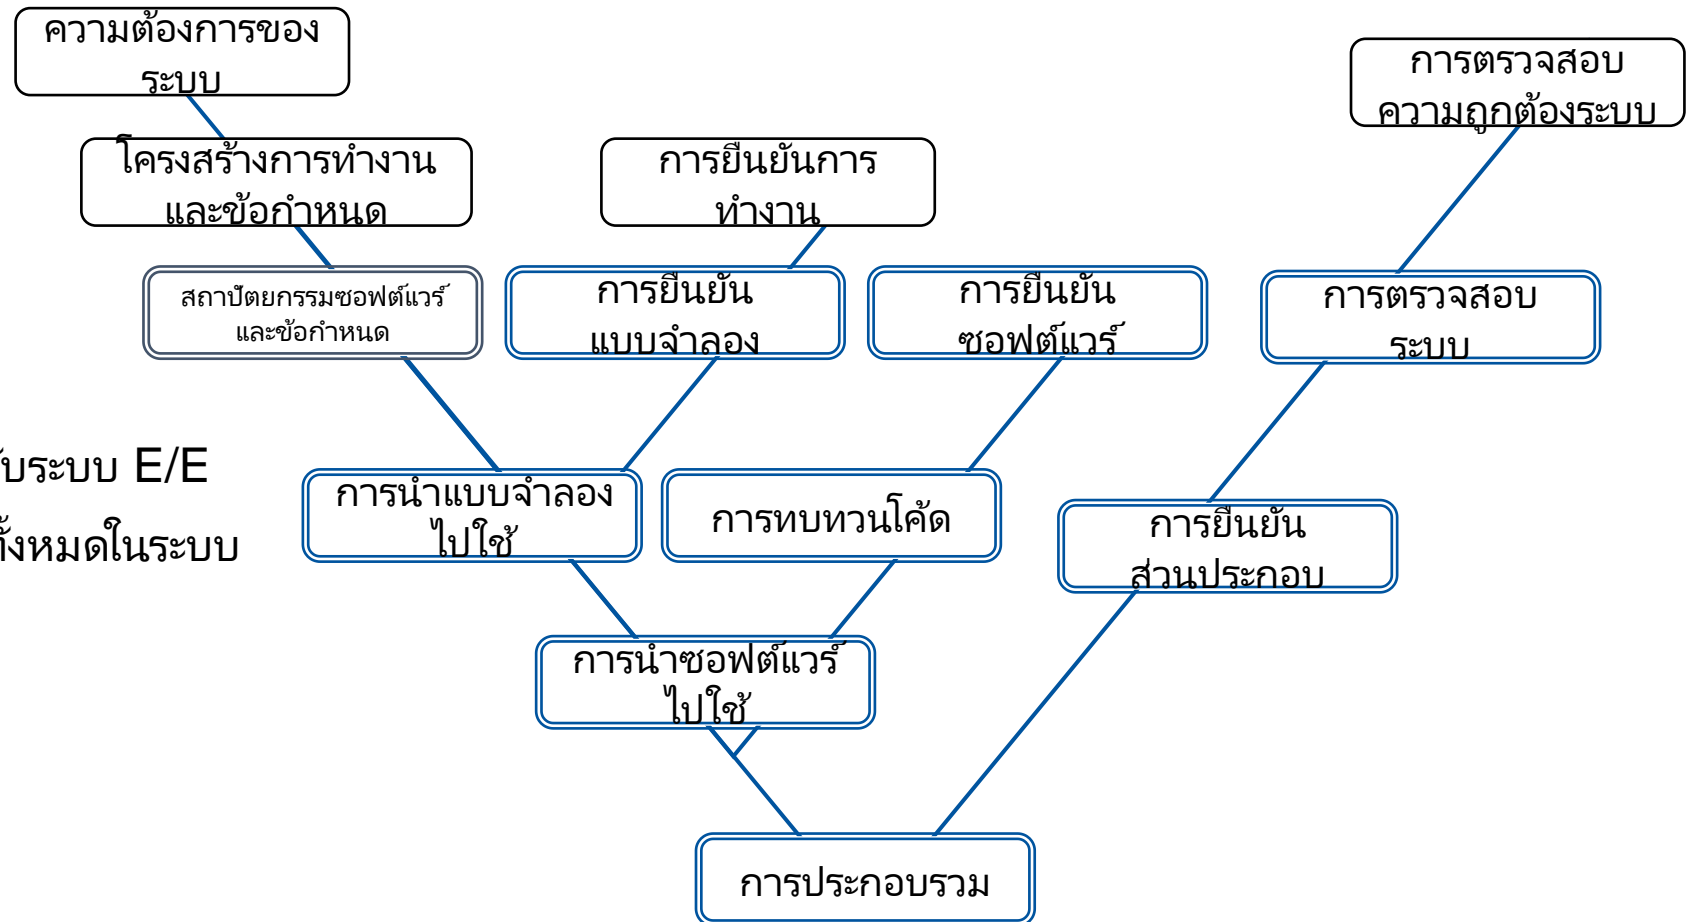 ความต้องการของ
ระบบ
การตรวจสอบ
ความถูกต้องระบบ
โครงสร้างการทำงาน
และข้อกำหนด
การยืนยันการ
ทำงาน
สถาปัตยกรรมซอฟต์แวร์
และข้อกำหนด
การยืนยัน
แบบจำลอง
การยืนยัน
ซอฟต์แวร์
การตรวจสอบ
ระบบ
ระบบ E/E
ทั้งหมดในระบบ
การนำแบบจำลอง
ไปใช้
การทบทวนโค้ด
การยืนยัน
ส่วนประกอบ
การนำซอฟต์แวร์
ไปใช้
การประกอบรวม